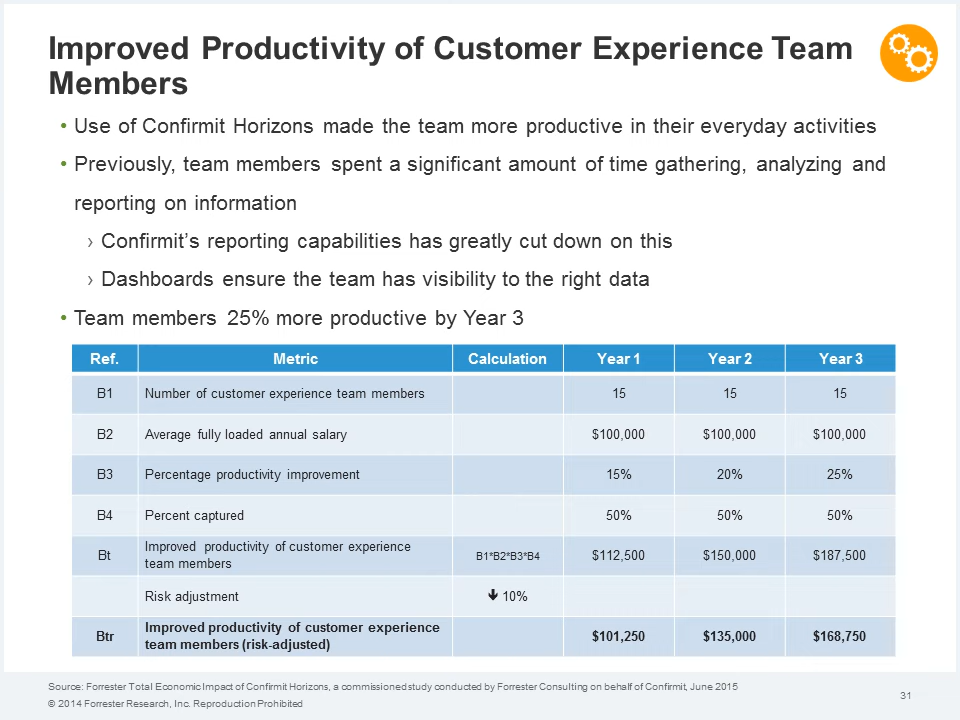 Improved Productivity of Customer Experience Team
Members
• Use of Confirmit Horizons made the team more productive in their everyday activities
• Previously, team members spent a significant amount of time gathering, analyzing and
reporting on information
› Confirmit’s reporting capabilities has greatly cut down on this
› Dashboards ensure the team has visibility to the right data
• Team members 25% more productive by Year 3
Ref. Metric Calculation Year 1 Year 2 Year 3
B1 Number of customer experience team members 15 15 15
B2 Average fully loaded annual salary $100,000 $100,000 $100,000
B3 Percentage productivity improvement 15% 20% 25%
B4 Percent captured 50% 50% 50%
Bt Improved productivity of customer experience
team members B1*B2*B3*B4 $112,500 $150,000 $187,500
Risk adjustment 🡻 10%
Btr Improved productivity of customer experience
team members (risk-adjusted) $101,250 $135,000 $168,750
Source: Forrester Total Economic Impact of Confirmit Horizons, a commissioned study conducted by Forrester Consulting on behalf of Confirmit, June 2015
© 2014 Forrester Research, Inc. Reproduction Prohibited
31